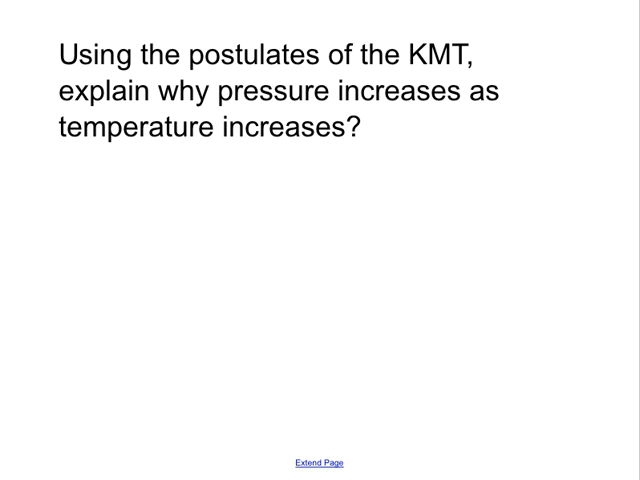 Using the postulates of the KMT,
explain why pressure increases as
temperature increases?
Extend Page